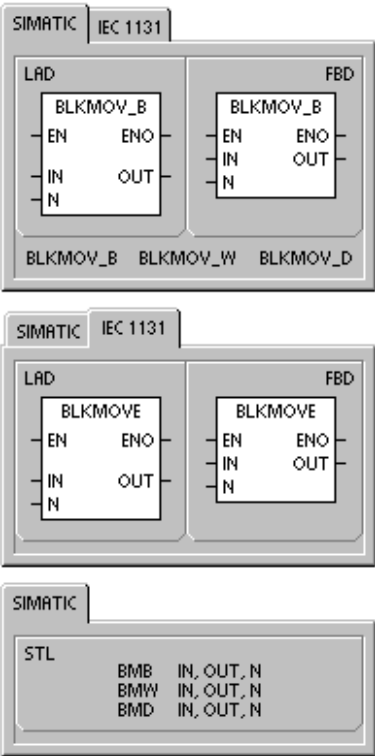 SIMATIC IEC 1131
LAD FBD
BLKMOV_B BLKMOV_B
EN ENO EN ENO
IN OUT IN OUT
N N
BLKMOV_B BLKMOV_W BLKMOV_D
SIMATIC IEC 1131
LAD FBD
BLKMOVE BLKMOVE
EN ENO EN ENO
IN OUT IN OUT
N N
SIMATIC
STL
BMB IN, OUT, N
BMW IN, OUT, N
BMD IN, OUT, N